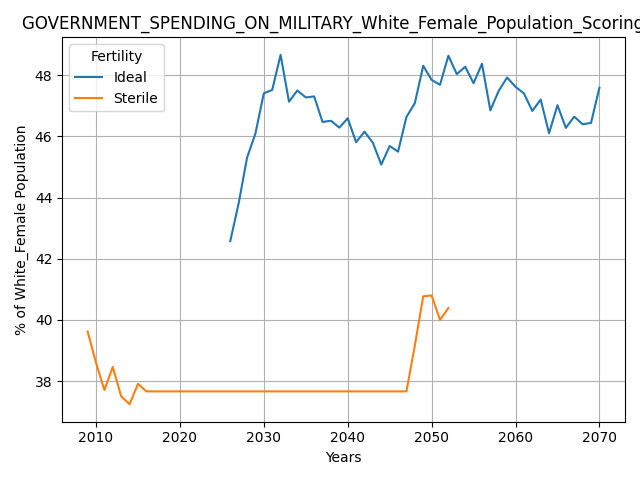 GOVERNMENT_SPENDING_ON_MILITARY_White_Female_Population_Scoring
Fertility
Ideal
Sterile
48
46
44
42
40
38
% of White_Female Population
2010 2020 2030 2040 2050 2060 2070
Years